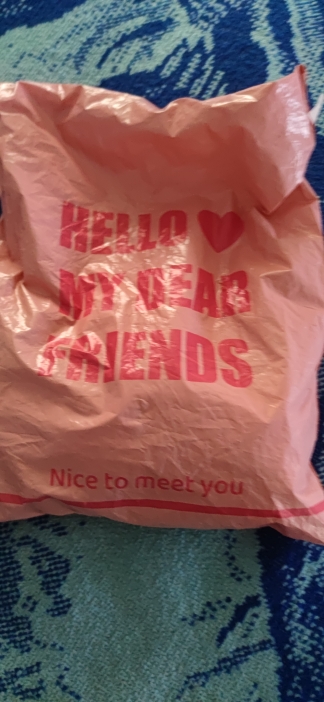 HELLO ♥
MY DEAR
FRIENDS
Nice to meet you